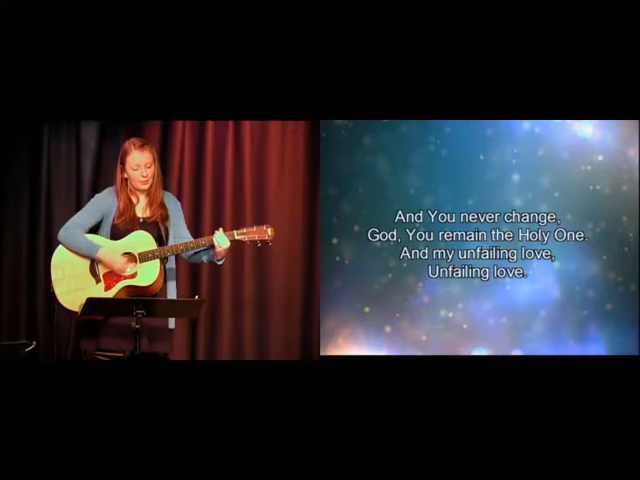 And You never change,
God, You remain the Holy One.
And my unfailing love,
Unfailing love.